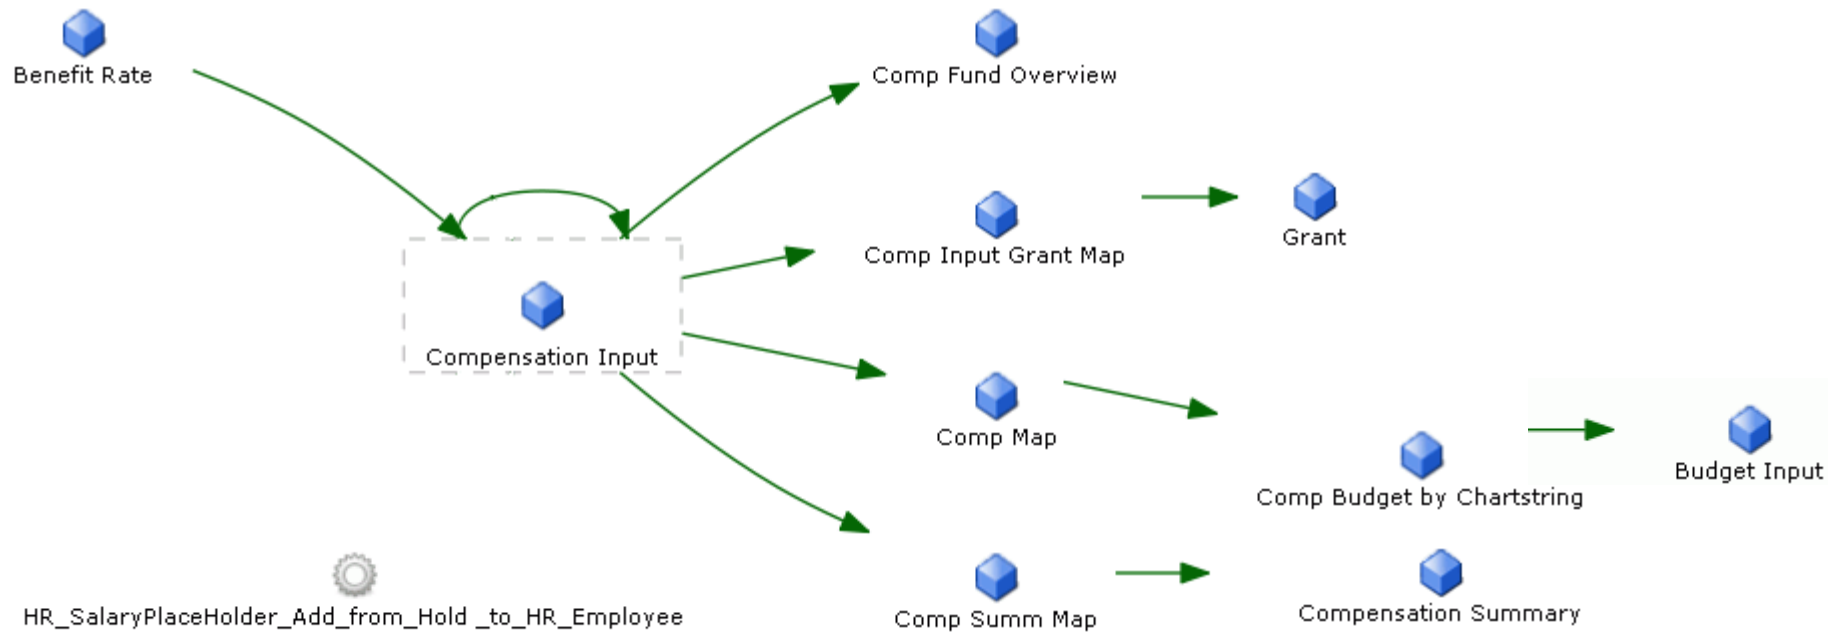 Benefit Rate
Comp Fund Overview
Comp Input Grant Map
Grant
Compensation Input
Comp Map
Comp Budget by Chartstring
Budget Input
HR_SalaryPlaceHolder_Add_from_Hold _to_HR_Employee
Comp Summ Map
Compensation Summary